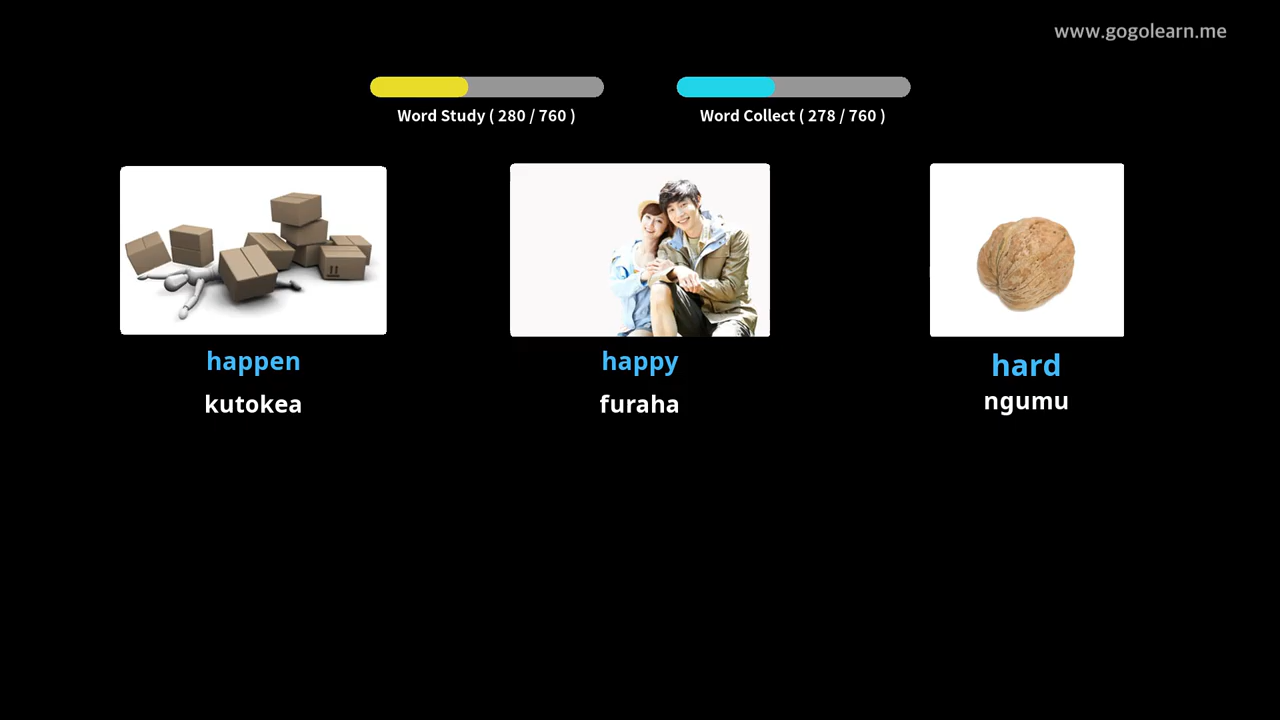 www.gogolearn.me
Word Study ( 280 / 760 )
Word Collect ( 278 / 760 )
happen
kutokea
happy
furaha
hard
ngumu